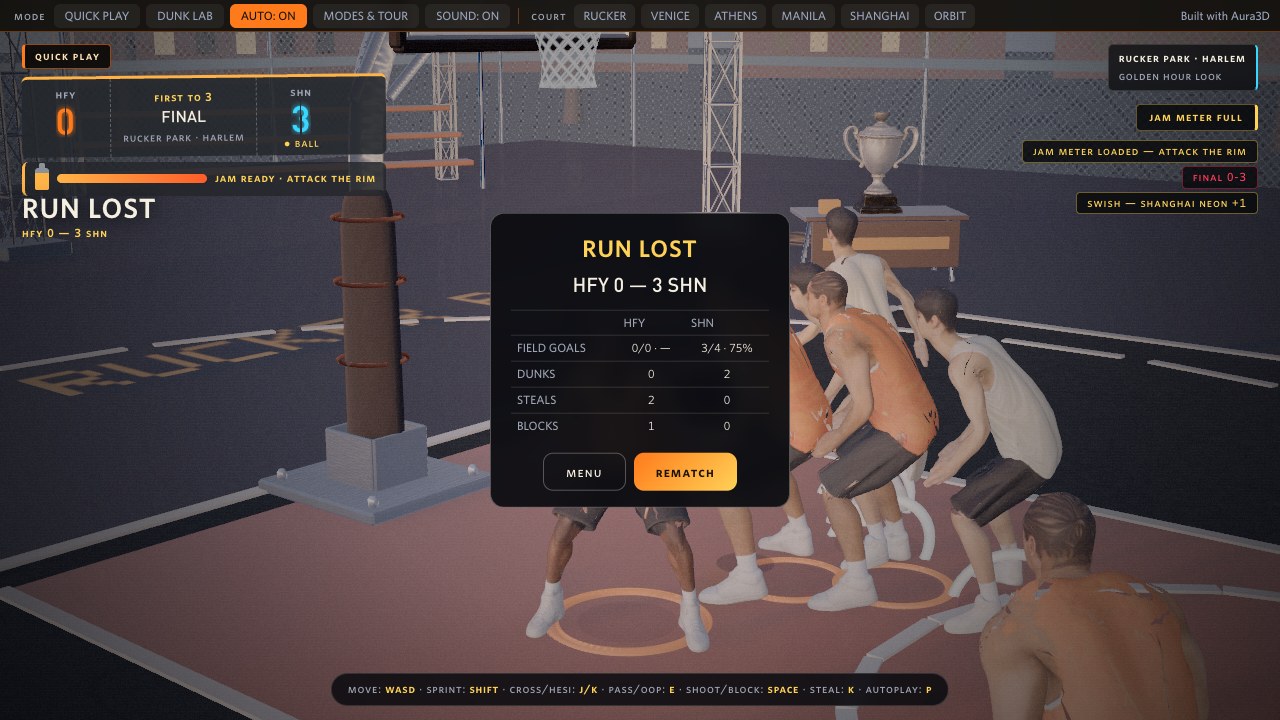 MODE QUICK PLAY DUNK LAB AUTO: ON MODES & TOUR SOUND: ON COURT RUCKER VENICE ATHENS MANILA SHANGHAI ORBIT Built with Aura3D
QUICK PLAY
HFY FIRST TO 3 SHN
0 FINAL 3
RUCKER PARK · HARLEM ● BALL
JAM READY · ATTACK THE RIM
RUN LOST
HFY 0 — 3 SHN
RUCKER PARK · HARLEM
GOLDEN HOUR LOOK
JAM METER FULL
JAM METER LOADED — ATTACK THE RIM
FINAL 0-3
SWISH — SHANGHAI NEON +1
RUN LOST
HFY 0 — 3 SHN
HFY SHN
FIELD GOALS 0/0 · — 3/4 · 75%
DUNKS 0 2
STEALS 2 0
BLOCKS 1 0
MENU REMATCH
MOVE: WASD · SPRINT: SHIFT · CROSS/HESI: J/K · PASS/OOP: E · SHOOT/BLOCK: SPACE · STEAL: K · AUTOPLAY: P